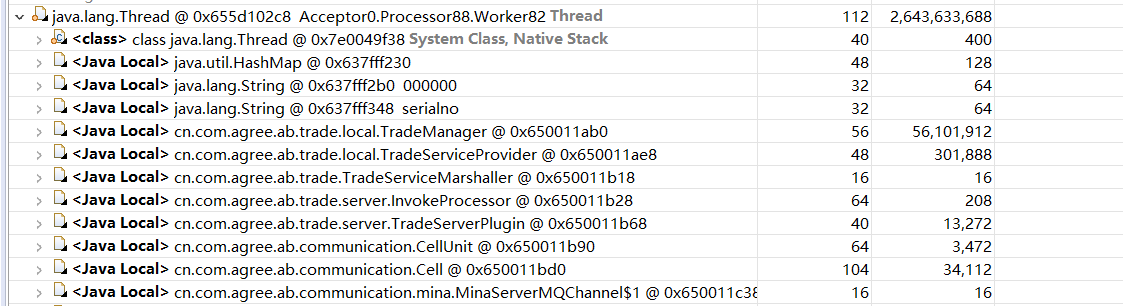 java.lang.Thread @ 0x655d102c8 Acceptor0.Processor88.Worker82 Thread 112 2,643,633,688
<class> class java.lang.Thread @ 0x7e0049f38 System Class, Native Stack 40 400
<Java Local> java.util.HashMap @ 0x637fff230 48 128
<Java Local> java.lang.String @ 0x637fff2b0 000000 32 64
<Java Local> java.lang.String @ 0x637fff348 serialno 32 64
<Java Local> cn.com.agree.ab.trade.local.TradeManager @ 0x650011ab0 56 56,101,912
<Java Local> cn.com.agree.ab.trade.local.TradeServiceProvider @ 0x650011ae8 48 301,888
<Java Local> cn.com.agree.ab.trade.TradeServiceMarshaller @ 0x650011b18 16 16
<Java Local> cn.com.agree.ab.trade.server.InvokeProcessor @ 0x650011b28 64 208
<Java Local> cn.com.agree.ab.trade.server.TradeServerPlugin @ 0x650011b68 40 13,272
<Java Local> cn.com.agree.ab.communication.CellUnit @ 0x650011b90 64 3,472
<Java Local> cn.com.agree.ab.communication.Cell @ 0x650011bd0 104 34,112
<Java Local> cn.com.agree.ab.communication.mina.MinaServerMQChannel$1 @ 0x650011c38 16 16